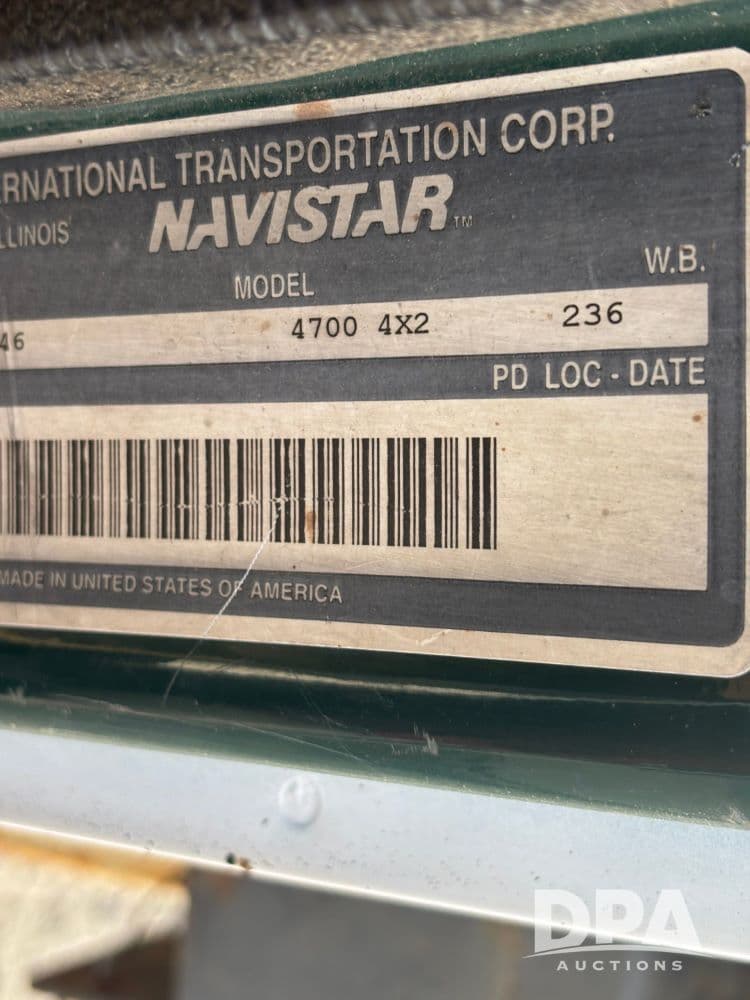 ERNATIONAL TRANSPORTATION CORP.
LLINOIS NAVISTAR™
MODEL W.B.
46 4700 4X2 236
PD LOC - DATE
MADE IN UNITED STATES OF AMERICA
DPA
AUCTIONS